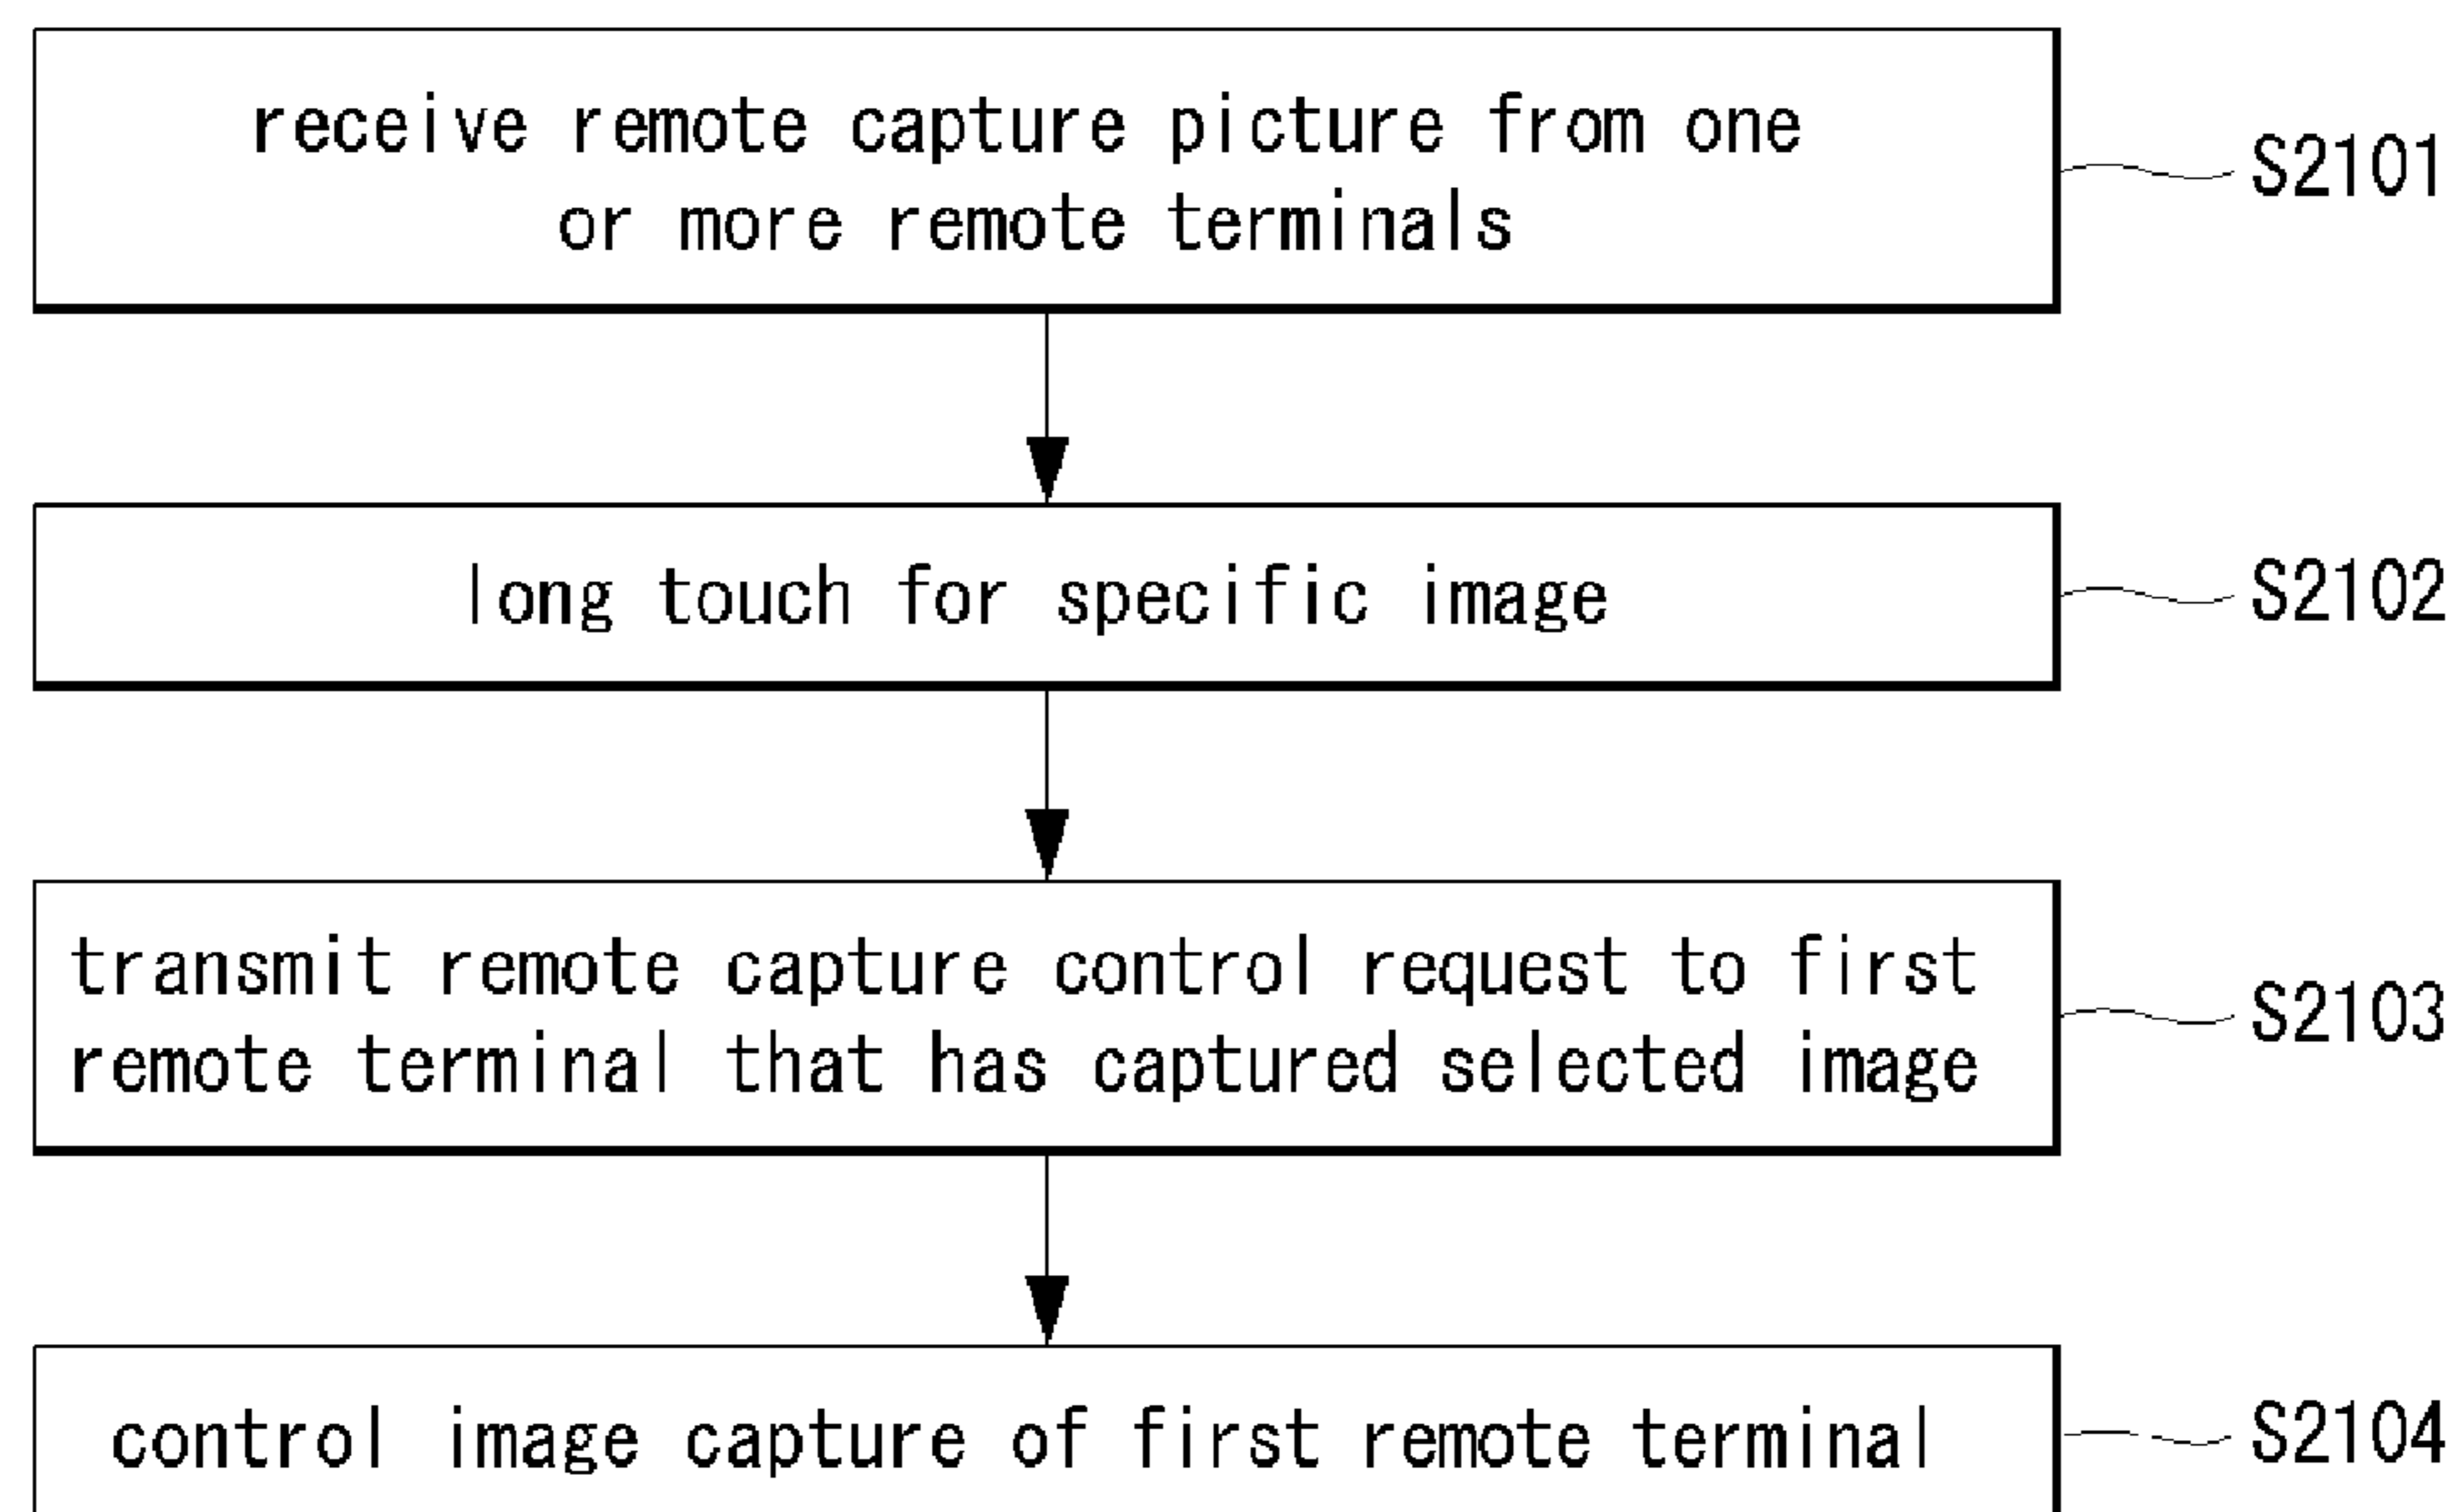 receive remote capture picture from one
or more remote terminals
S2101
long touch for specific image
S2102
transmit remote capture control request to first
remote terminal that has captured selected image
S2103
control image capture of first remote terminal
S2104